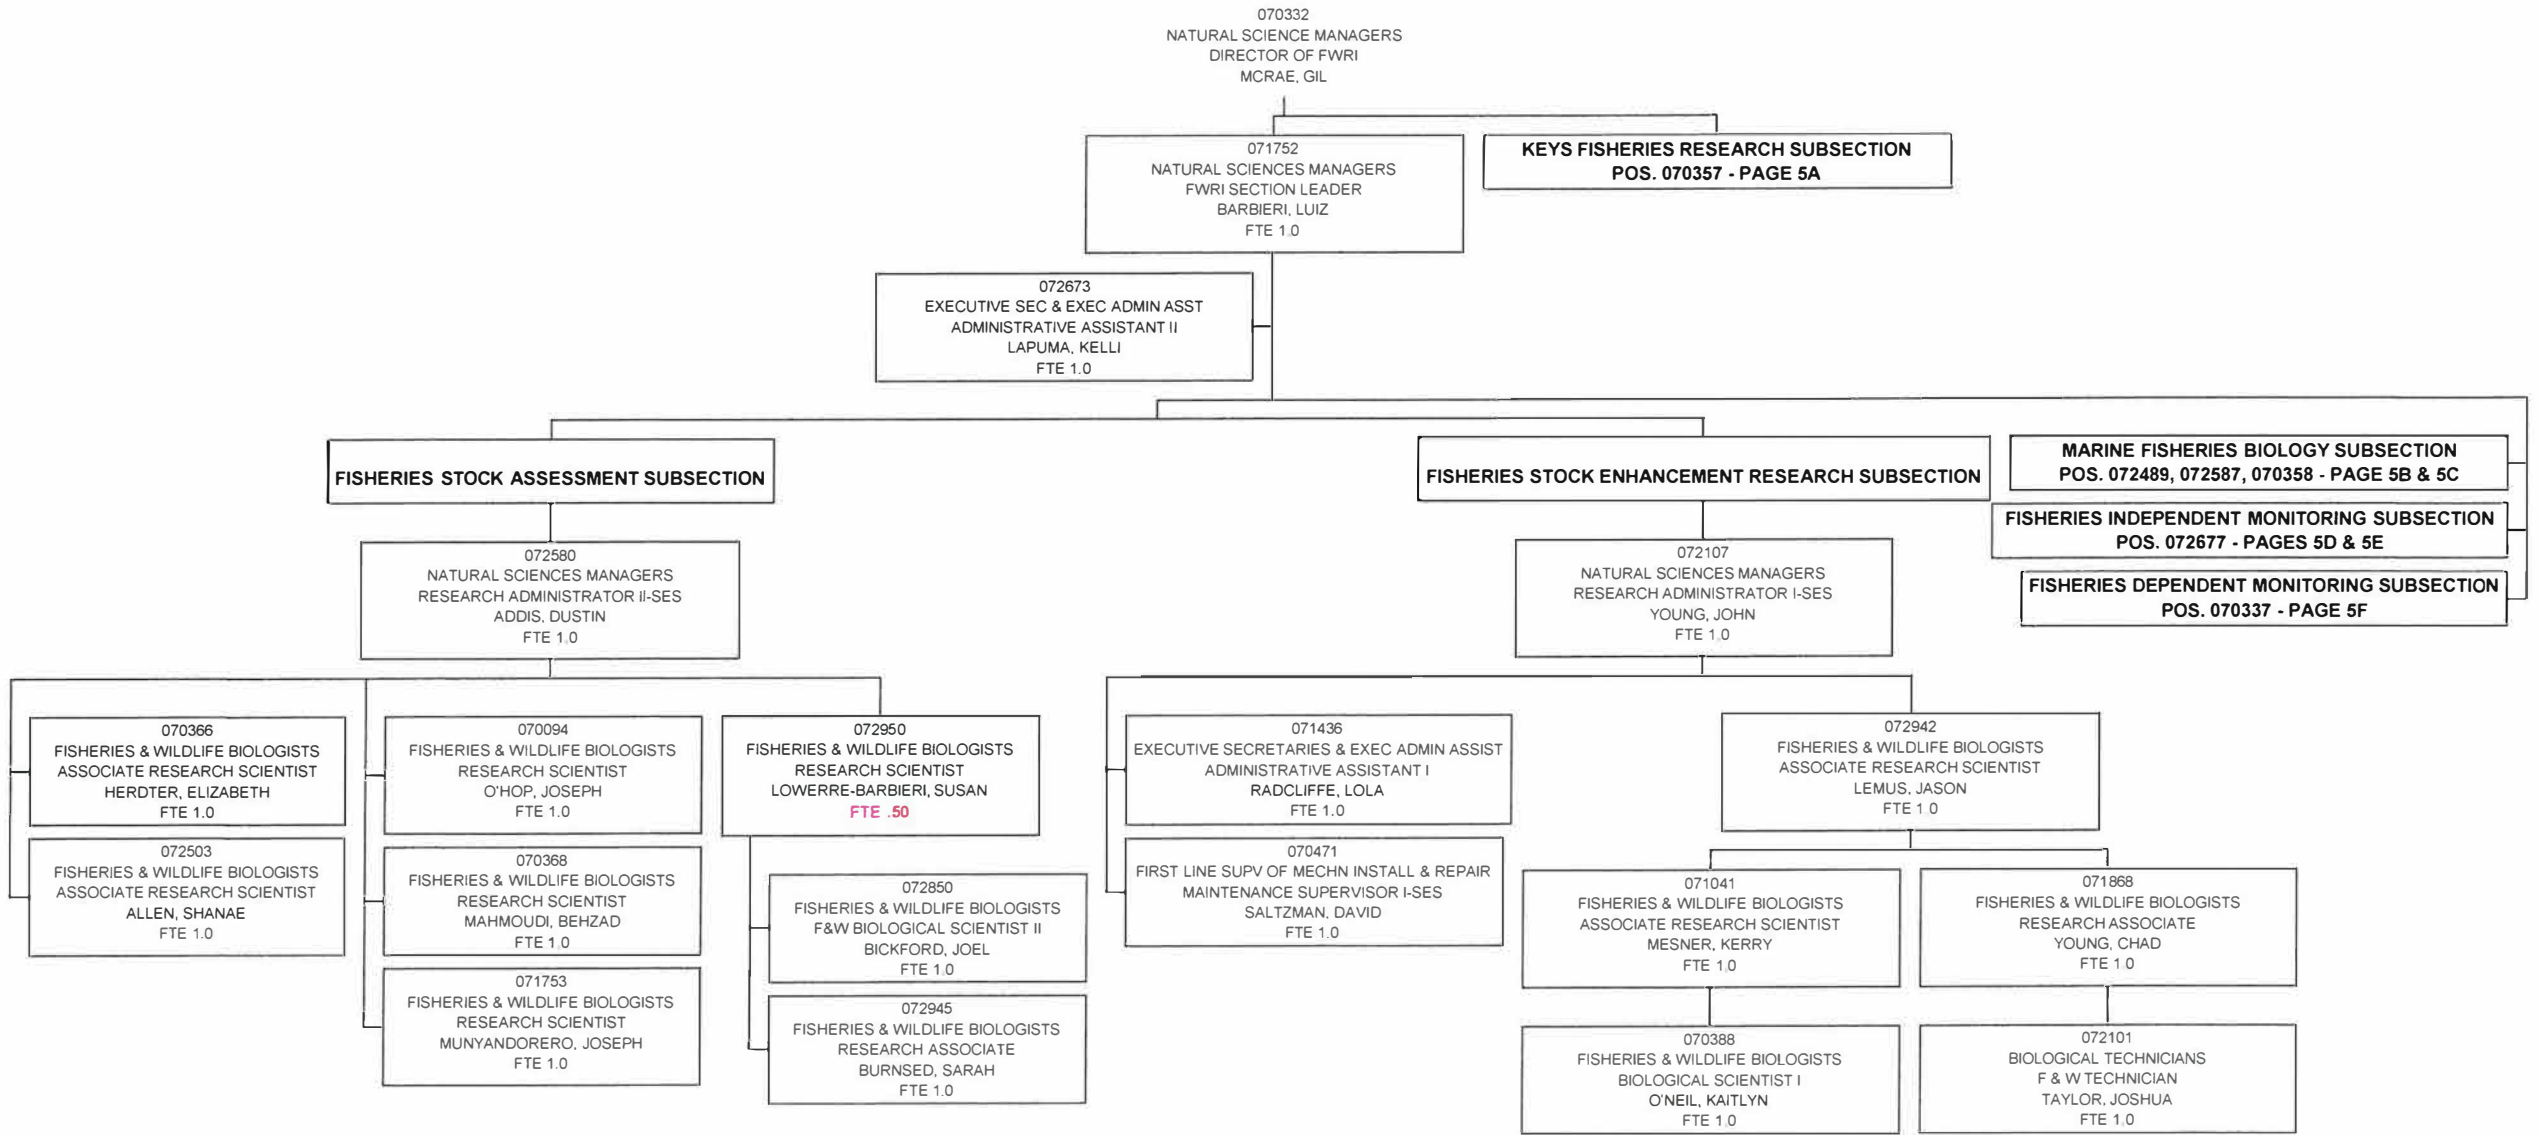 070332
NATURAL SCIENCE MANAGERS
DIRECTOR OF FWRI
MCRAE, GIL
071752
NATURAL SCIENCES MANAGERS
FWRI SECTION LEADER
BARBIERI, LUIZ
FTE 1.0
KEYS FISHERIES RESEARCH SUBSECTION
POS. 070357 - PAGE 5A
072673
EXECUTIVE SEC & EXEC ADMIN ASST
ADMINISTRATIVE ASSISTANT II
LAPUMA, KELLI
FTE 1.0
FISHERIES STOCK ASSESSMENT SUBSECTION
FISHERIES STOCK ENHANCEMENT RESEARCH SUBSECTION
MARINE FISHERIES BIOLOGY SUBSECTION
POS. 072489, 072587, 070358 - PAGE 5B & 5C
FISHERIES INDEPENDENT MONITORING SUBSECTION
POS. 072677 - PAGES 5D & 5E
FISHERIES DEPENDENT MONITORING SUBSECTION
POS. 070337 - PAGE 5F
072580
NATURAL SCIENCES MANAGERS
RESEARCH ADMINISTRATOR II-SES
ADDIS, DUSTIN
FTE 1.0
072107
NATURAL SCIENCES MANAGERS
RESEARCH ADMINISTRATOR I-SES
YOUNG, JOHN
FTE 1.0
070366
FISHERIES & WILDLIFE BIOLOGISTS
ASSOCIATE RESEARCH SCIENTIST
HERDTER, ELIZABETH
FTE 1.0
072503
FISHERIES & WILDLIFE BIOLOGISTS
ASSOCIATE RESEARCH SCIENTIST
ALLEN, SHANAE
FTE 1.0
070094
FISHERIES & WILDLIFE BIOLOGISTS
RESEARCH SCIENTIST
O'HOP, JOSEPH
FTE 1.0
070368
FISHERIES & WILDLIFE BIOLOGISTS
RESEARCH SCIENTIST
MAHMOUDI, BEHZAD
FTE 1.0
071753
FISHERIES & WILDLIFE BIOLOGISTS
RESEARCH SCIENTIST
MUNYANDORERO, JOSEPH
FTE 1.0
072950
FISHERIES & WILDLIFE BIOLOGISTS
RESEARCH SCIENTIST
LOWERRE-BARBIERI, SUSAN
FTE .50
072850
FISHERIES & WILDLIFE BIOLOGISTS
F&W BIOLOGICAL SCIENTIST II
BICKFORD, JOEL
FTE 1.0
072945
FISHERIES & WILDLIFE BIOLOGISTS
RESEARCH ASSOCIATE
BURNSED, SARAH
FTE 1.0
071436
EXECUTIVE SECRETARIES & EXEC ADMIN ASSIST
ADMINISTRATIVE ASSISTANT I
RADCLIFFE, LOLA
FTE 1.0
070471
FIRST LINE SUPV OF MECHN INSTALL & REPAIR
MAINTENANCE SUPERVISOR I-SES
SALTZMAN, DAVID
FTE 1.0
072942
FISHERIES & WILDLIFE BIOLOGISTS
ASSOCIATE RESEARCH SCIENTIST
LEMUS, JASON
FTE 1.0
071041
FISHERIES & WILDLIFE BIOLOGISTS
ASSOCIATE RESEARCH SCIENTIST
MESNER, KERRY
FTE 1.0
071868
FISHERIES & WILDLIFE BIOLOGISTS
RESEARCH ASSOCIATE
YOUNG, CHAD
FTE 1.0
070388
FISHERIES & WILDLIFE BIOLOGISTS
BIOLOGICAL SCIENTIST I
O'NEIL, KAITLYN
FTE 1.0
072101
BIOLOGICAL TECHNICIANS
F & W TECHNICIAN
TAYLOR, JOSHUA
FTE 1.0